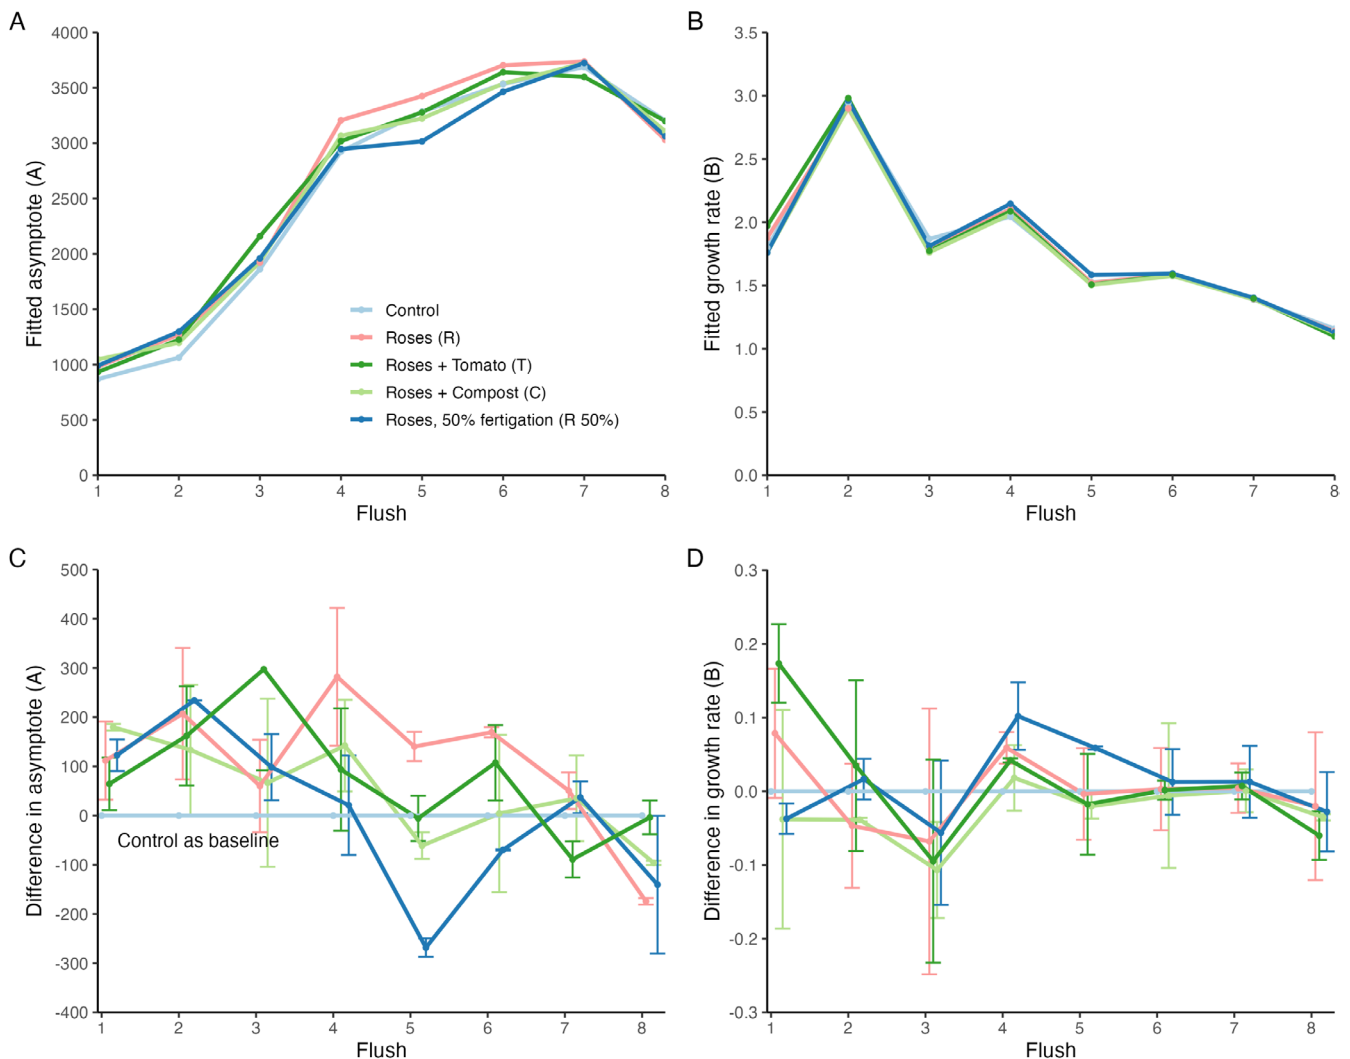 A
4000
3500
3000
2500
2000
1500
1000
500
0
Fitted asymptote (A)
1 2 3 4 5 6 7 8
Flush
Control
Roses (R)
Roses + Tomato (T)
Roses + Compost (C)
Roses, 50% fertigation (R 50%)
B
3.5
3.0
2.5
2.0
1.5
1.0
0.5
0.0
Fitted growth rate (B)
1 2 3 4 5 6 7 8
Flush
C
500
400
300
200
100
0
-100
-200
-300
-400
Difference in asymptote (A)
Control as baseline
1 2 3 4 5 6 7 8
Flush
D
0.3
0.2
0.1
0.0
-0.1
-0.2
-0.3
Difference in growth rate (B)
1 2 3 4 5 6 7 8
Flush